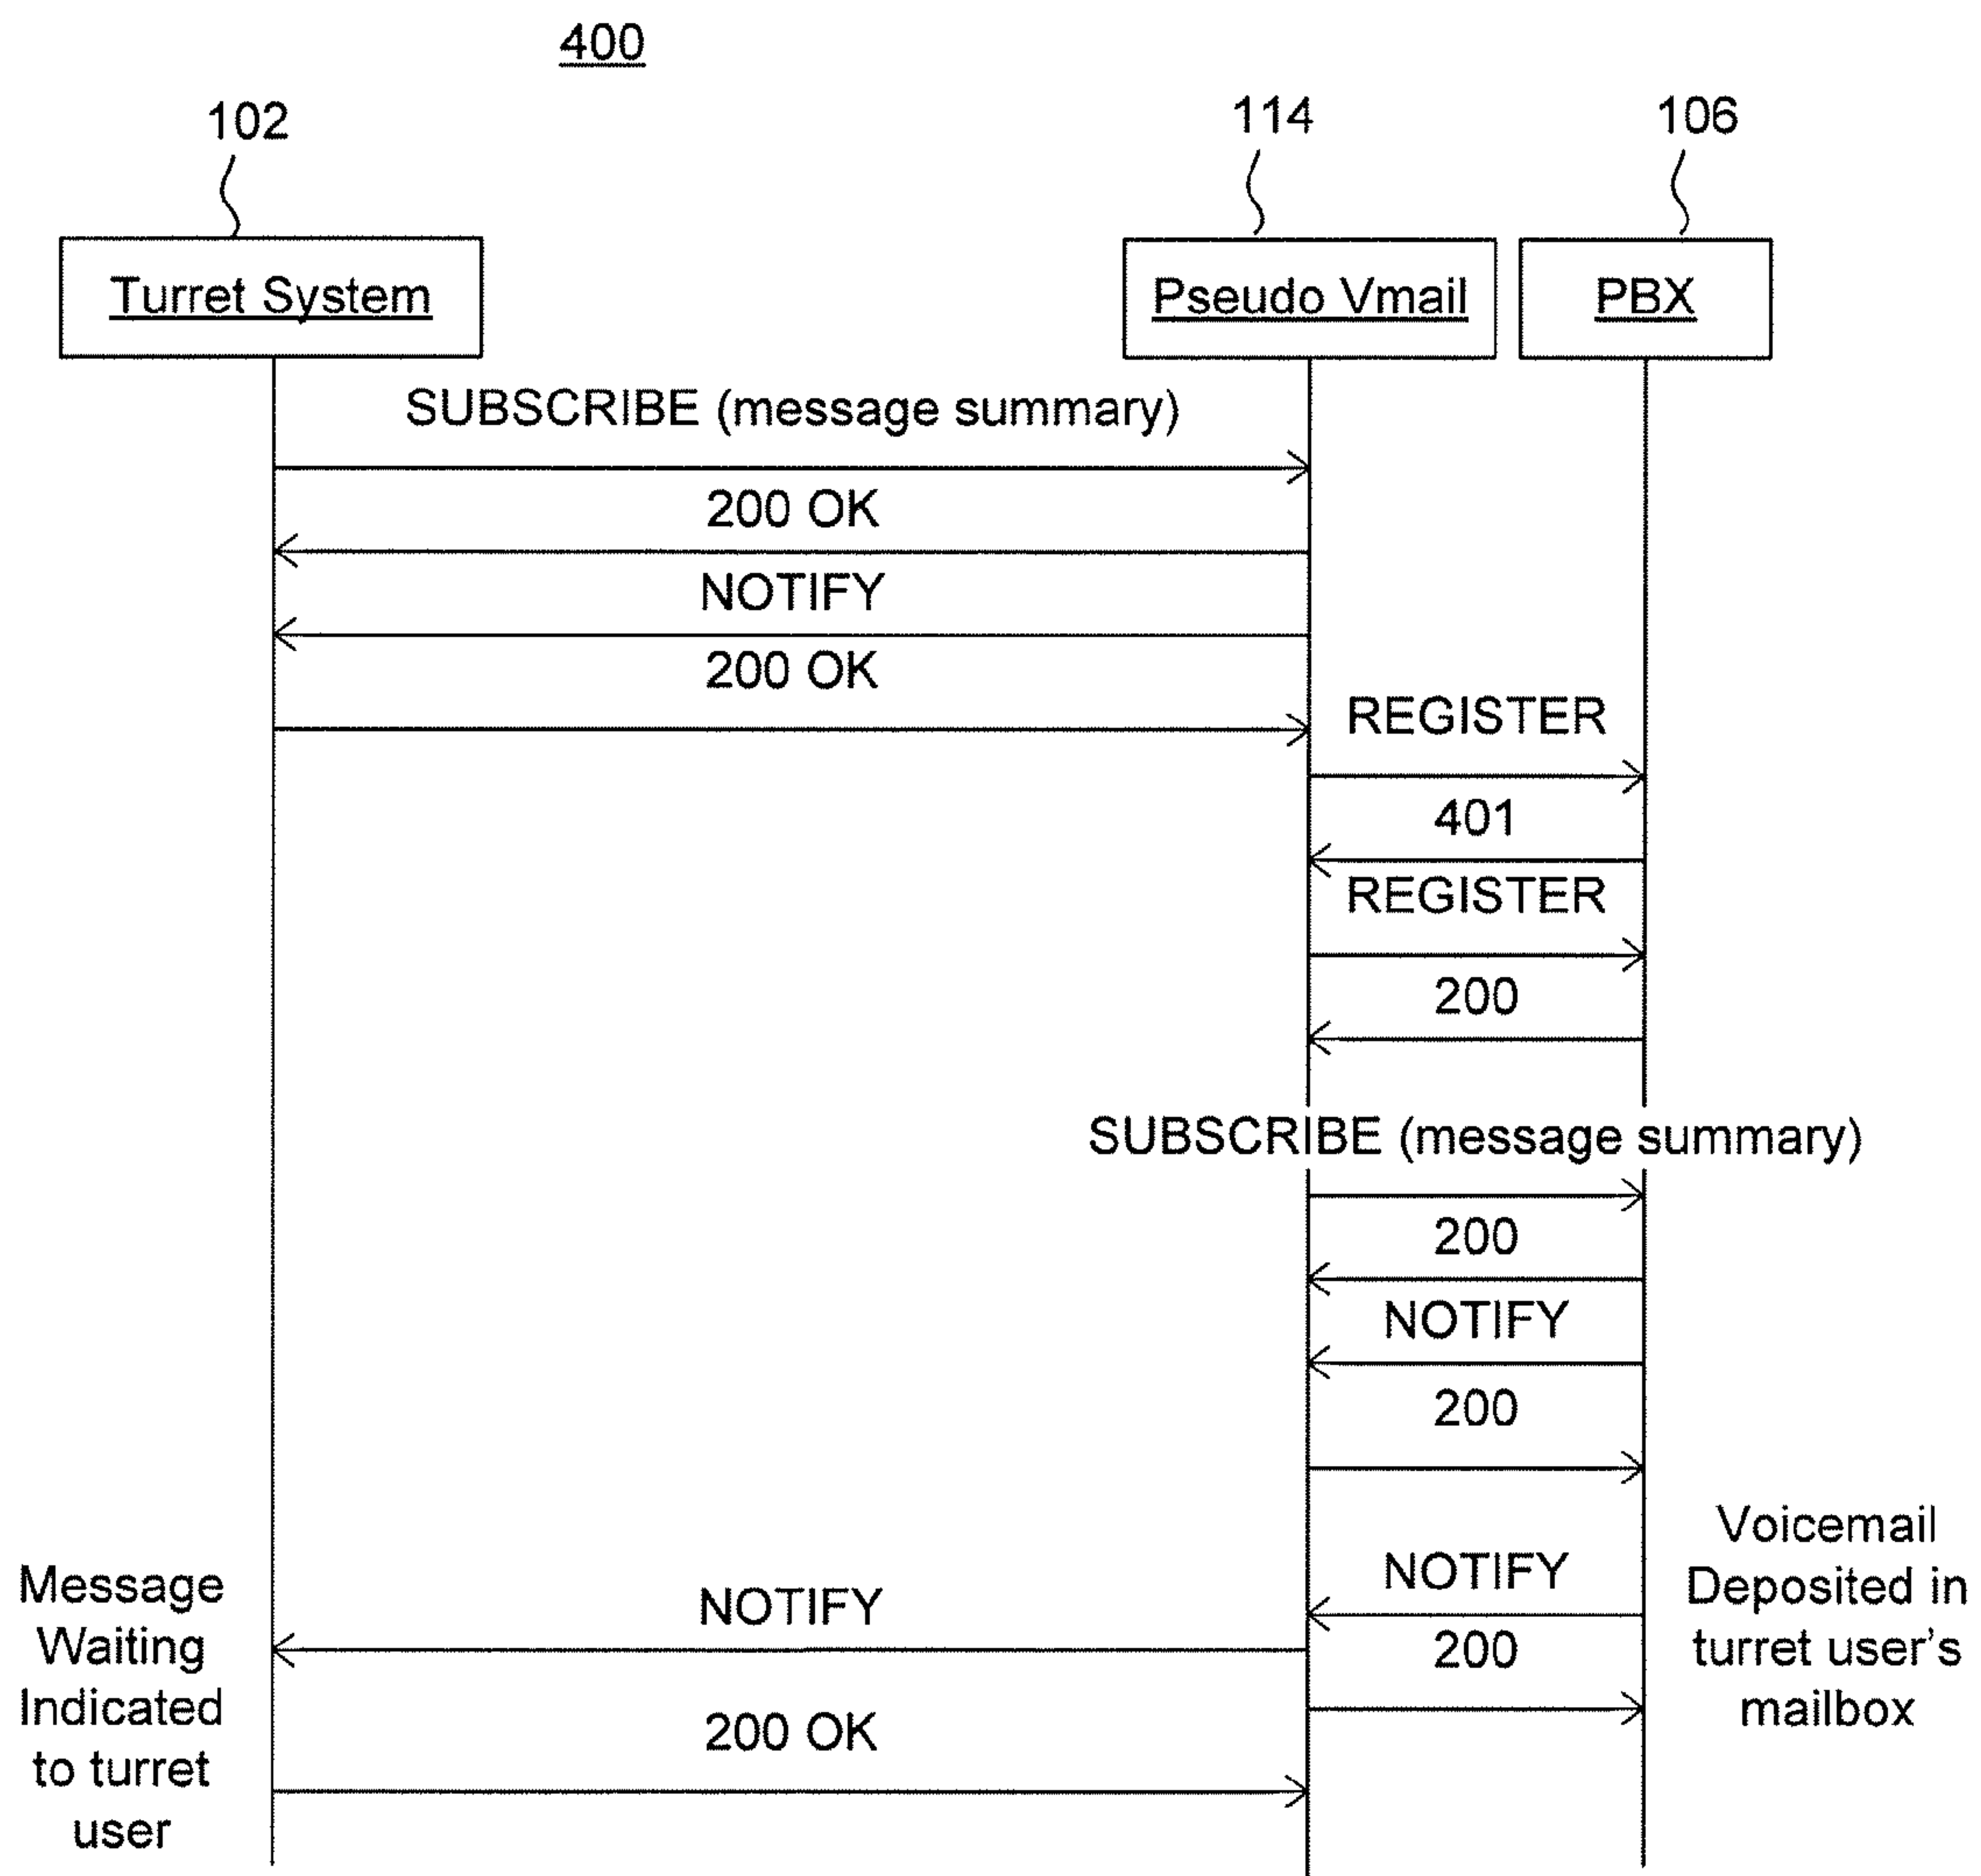 400
102
114
106
Turret System
Pseudo Vmail
PBX
SUBSCRIBE (message summary)
200 OK
NOTIFY
200 OK
REGISTER
401
REGISTER
200
SUBSCRIBE (message summary)
200
NOTIFY
200
Voicemail
Deposited in
turret user's
mailbox
NOTIFY
200
Message
Waiting
Indicated
to turret
user
NOTIFY
200 OK